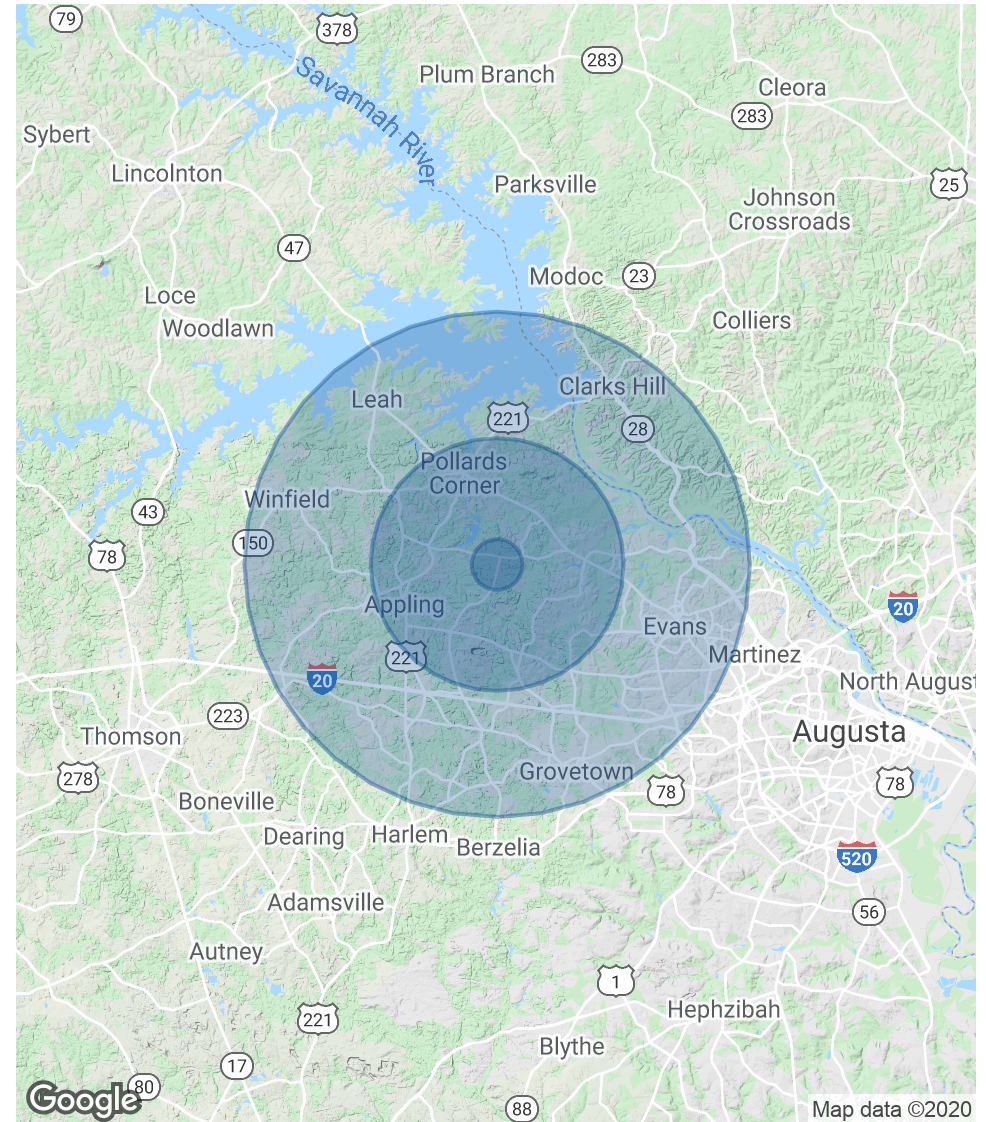 79
378
Plum Branch
283
Cleora
283
Savannah River
Sybert
Lincolnton
Parksville
25
Johnson
Crossroads
47
Modoc
23
Loce
Woodlawn
Colliers
Clarks Hill
Leah
221
28
Pollards
Corner
Winfield
43
150
78
Appling
20
Evans
221
Martinez
20
North August
223
Augusta
Thomson
278
Grovetown
78
78
Boneville
Dearing
Harlem
Berzelia
520
Adamsville
56
Autney
1
221
Hephzibah
Blythe
17
80
Google
88
Map data ©2020